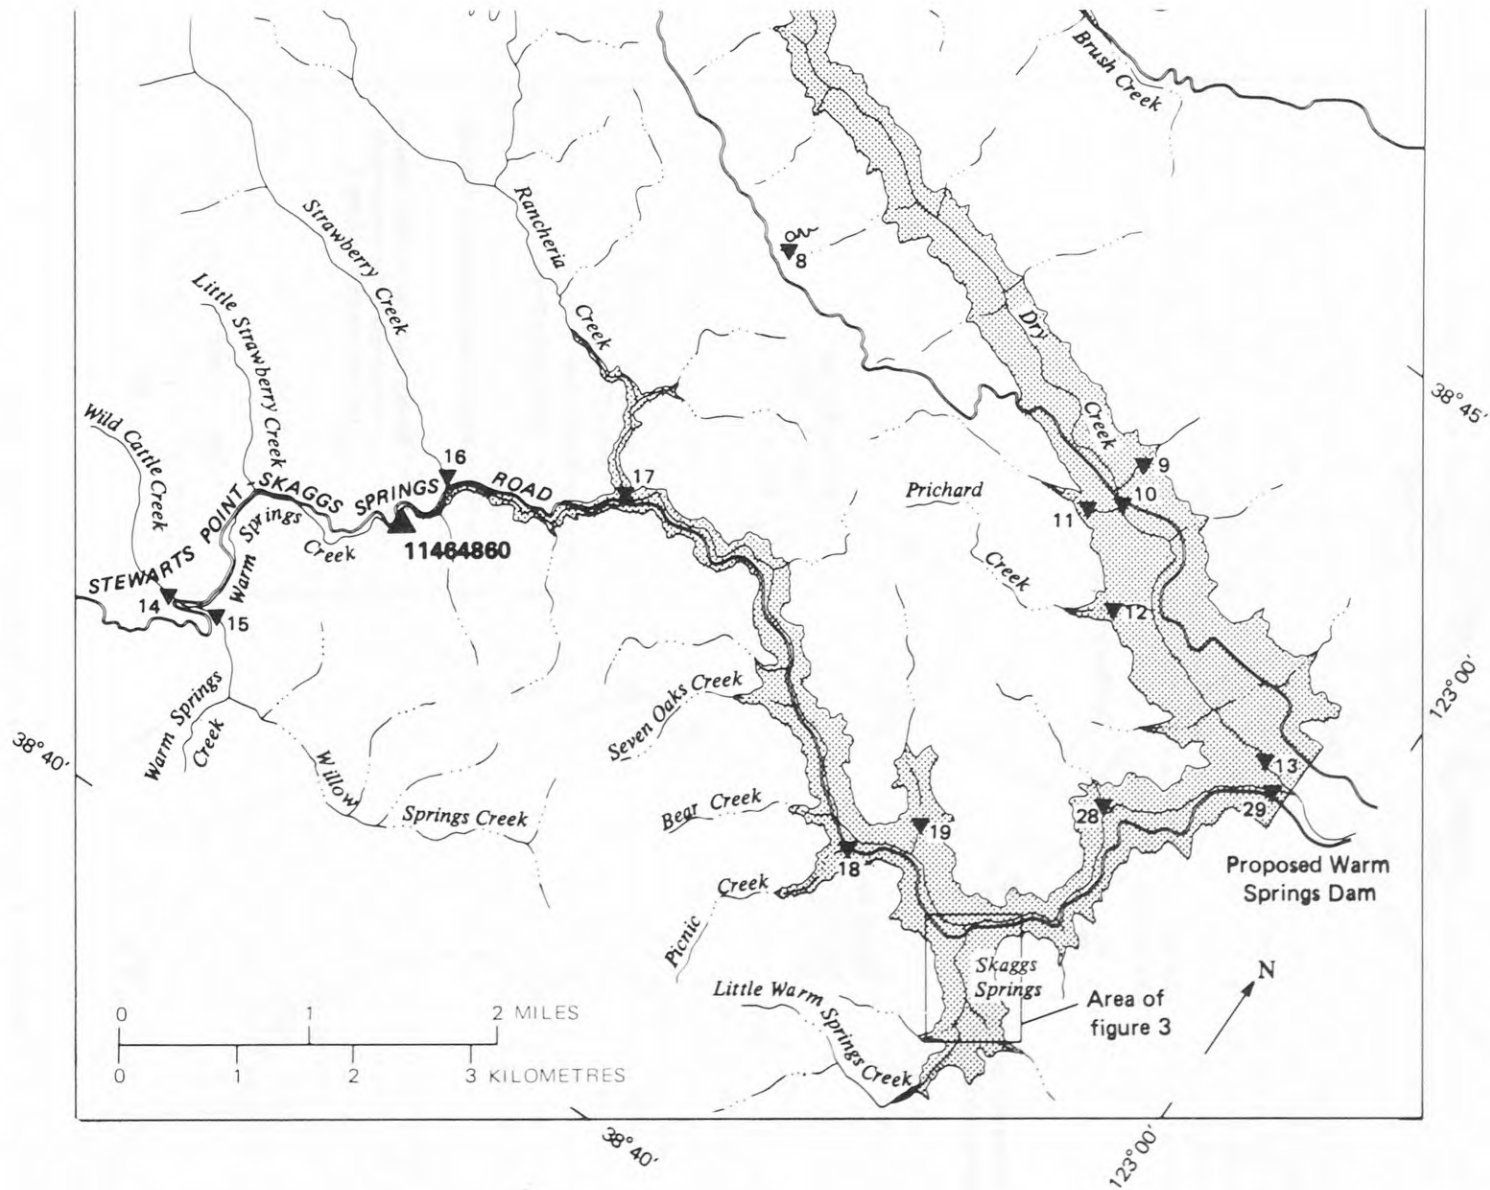 Brush Creek
Rancheria
Creek
Strawberry Creek
Little Strawberry Creek
Wild Cattle Creek
8
Dry
Creek
38°45'
16
17
9
10
11
Prichard
Creek
12
STEWARTS POINT - SKAGGS SPRINGS ROAD
Warm Springs
Creek
11464860
14
15
Warm Springs
Creek
Willow
Springs Creek
Seven Oaks Creek
123°00'
38°40'
Bear Creek
Picnic
Creek
18
19
28
13
29
Proposed Warm
Springs Dam
Skaggs
Springs
Little Warm Springs Creek
Area of
figure 3
N
0 1 2 MILES
0 1 2 3 KILOMETRES
38°40'
123°00'